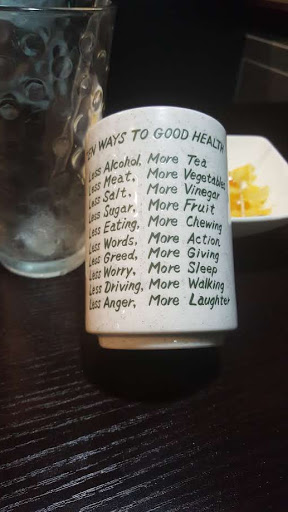 TEN WAYS TO GOOD HEALTH
Less Alcohol, More Tea
Less Meat, More Vegetables
Less Salt, More Vinegar
Less Sugar, More Fruit
Less Eating, More Chewing
Less Words, More Action
Less Greed, More Giving
Less Worry, More Sleep
Less Driving, More Walking
Less Anger, More Laughter